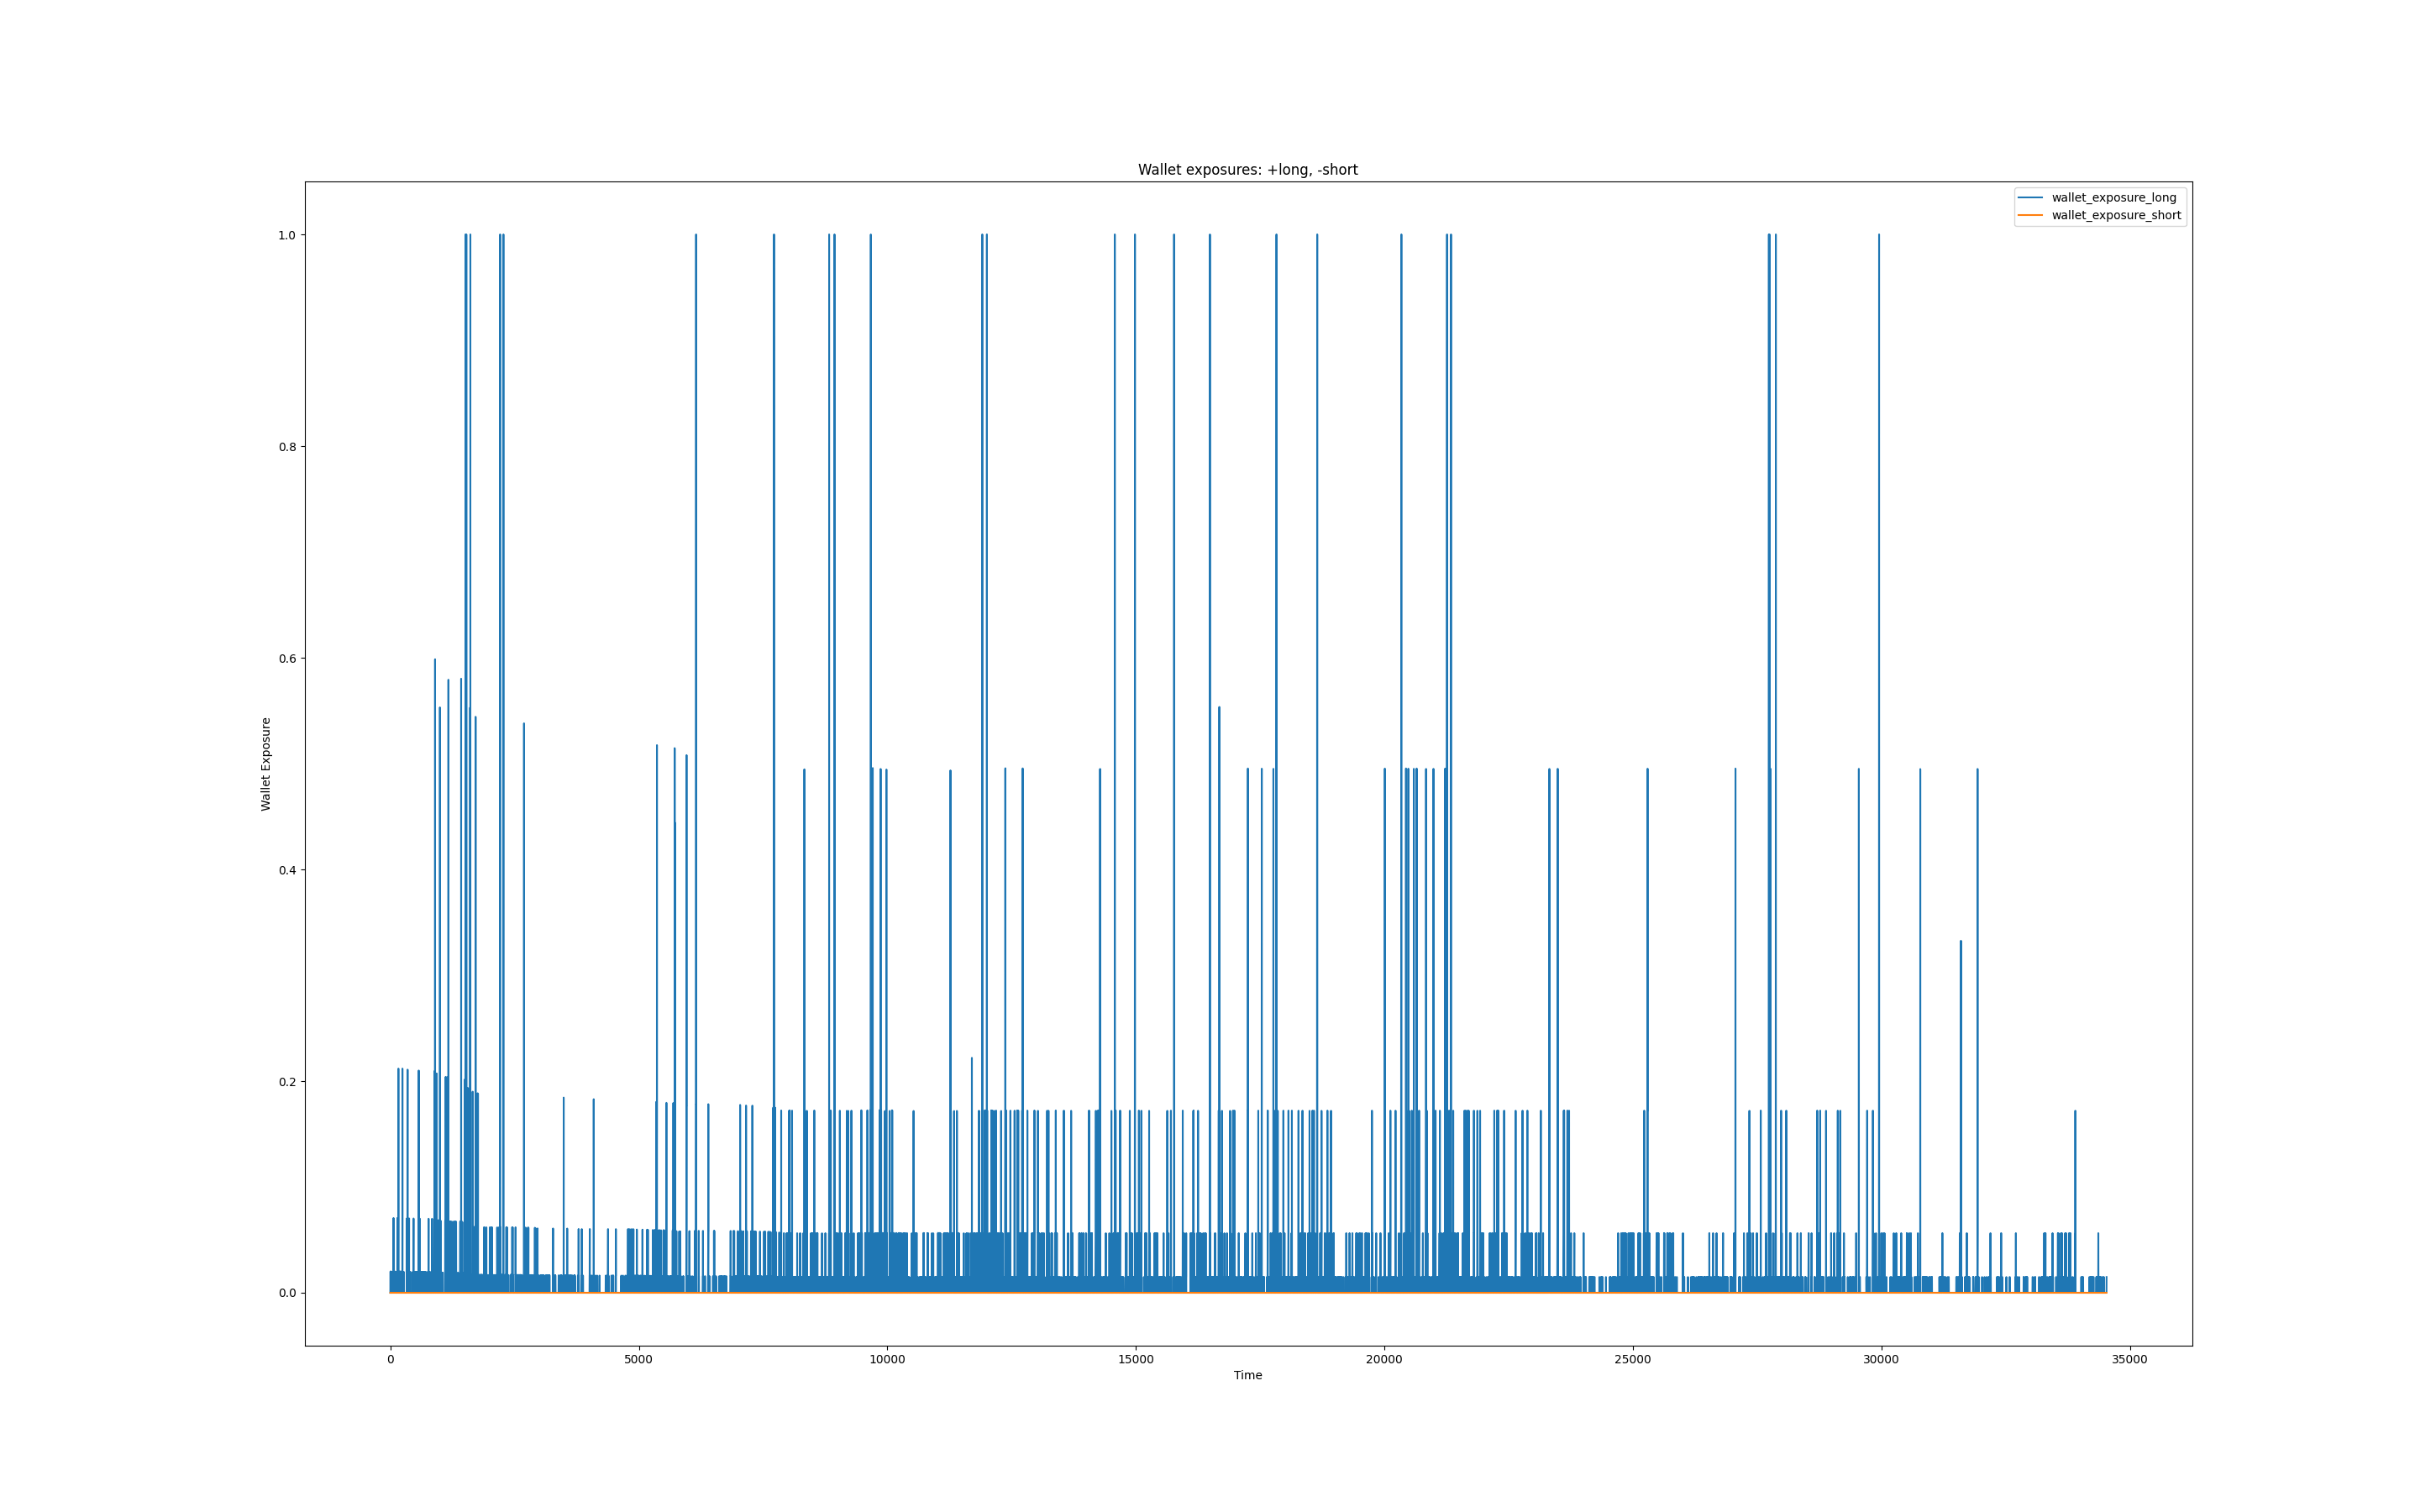 Wallet exposures: +long, -short
wallet_exposure_long
wallet_exposure_short
1.0
0.8
0.6
0.4
0.2
0.0
Wallet Exposure
0 5000 10000 15000 20000 25000 30000 35000
Time